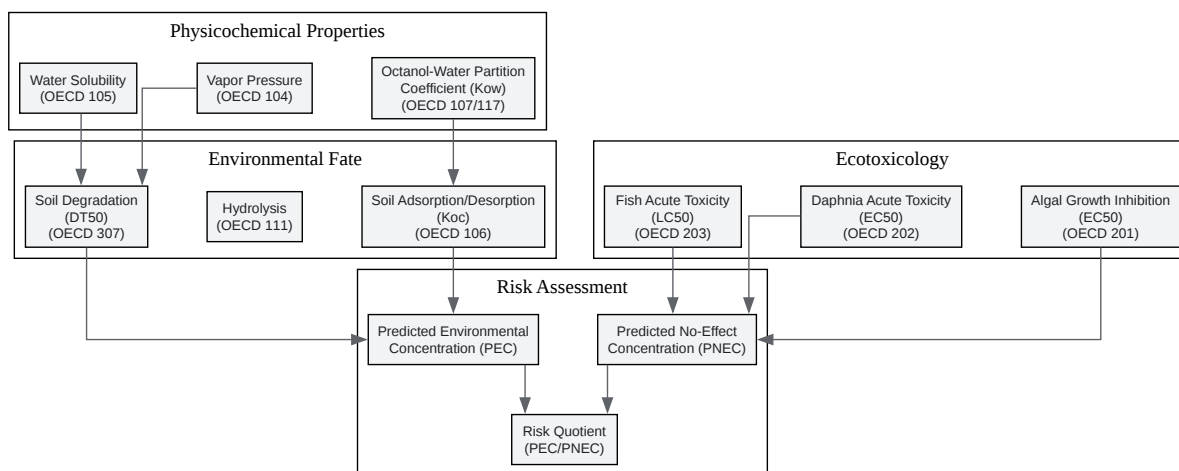 Physicochemical Properties
Water Solubility
(OECD 105)
Vapor Pressure
(OECD 104)
Octanol-Water Partition
Coefficient (Kow)
(OECD 107/117)
Environmental Fate
Soil Degradation
(DT50)
(OECD 307)
Hydrolysis
(OECD 111)
Soil Adsorption/Desorption
(Koc)
(OECD 106)
Ecotoxicology
Fish Acute Toxicity
(LC50)
(OECD 203)
Daphnia Acute Toxicity
(EC50)
(OECD 202)
Algal Growth Inhibition
(EC50)
(OECD 201)
Risk Assessment
Predicted Environmental
Concentration (PEC)
Predicted No-Effect
Concentration (PNEC)
Risk Quotient
(PEC/PNEC)